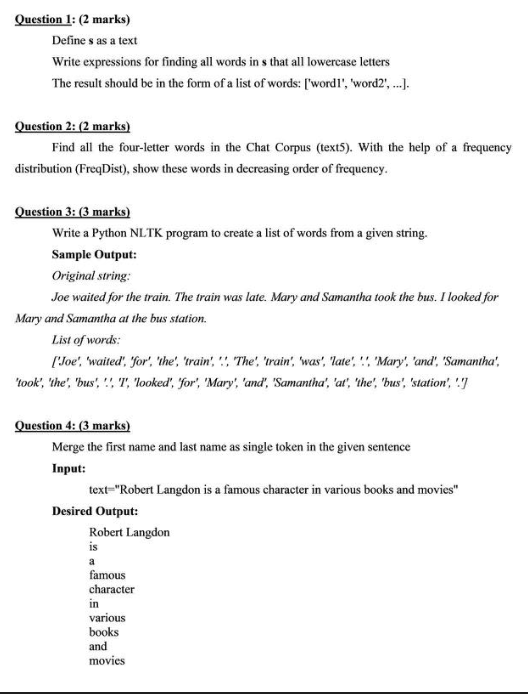 Question 1: (2 marks)
Define s as a text
Write expressions for finding all words in s that all lowercase letters
The result should be in the form of a list of words: ['word1', 'word2', ...].
Question 2: (2 marks)
Find all the four-letter words in the Chat Corpus (text5). With the help of a frequency
distribution (FreqDist), show these words in decreasing order of frequency.
Question 3: (3 marks)
Write a Python NLTK program to create a list of words from a given string.
Sample Output:
Original string:
Joe waited for the train. The train was late. Mary and Samantha took the bus. I looked for
Mary and Samantha at the bus station.
List of words:
['Joe', 'waited', 'for', 'the', 'train', '.', 'The', 'train', 'was', 'late', '.', 'Mary', 'and', 'Samantha',
'took', 'the', 'bus', '.', 'I', 'looked', 'for', 'Mary', 'and', 'Samantha', 'at', 'the', 'bus', 'station', '.']
Question 4: (3 marks)
Merge the first name and last name as single token in the given sentence
Input:
text="Robert Langdon is a famous character in various books and movies"
Desired Output:
Robert Langdon
is
a
famous
character
in
various
books
and
movies